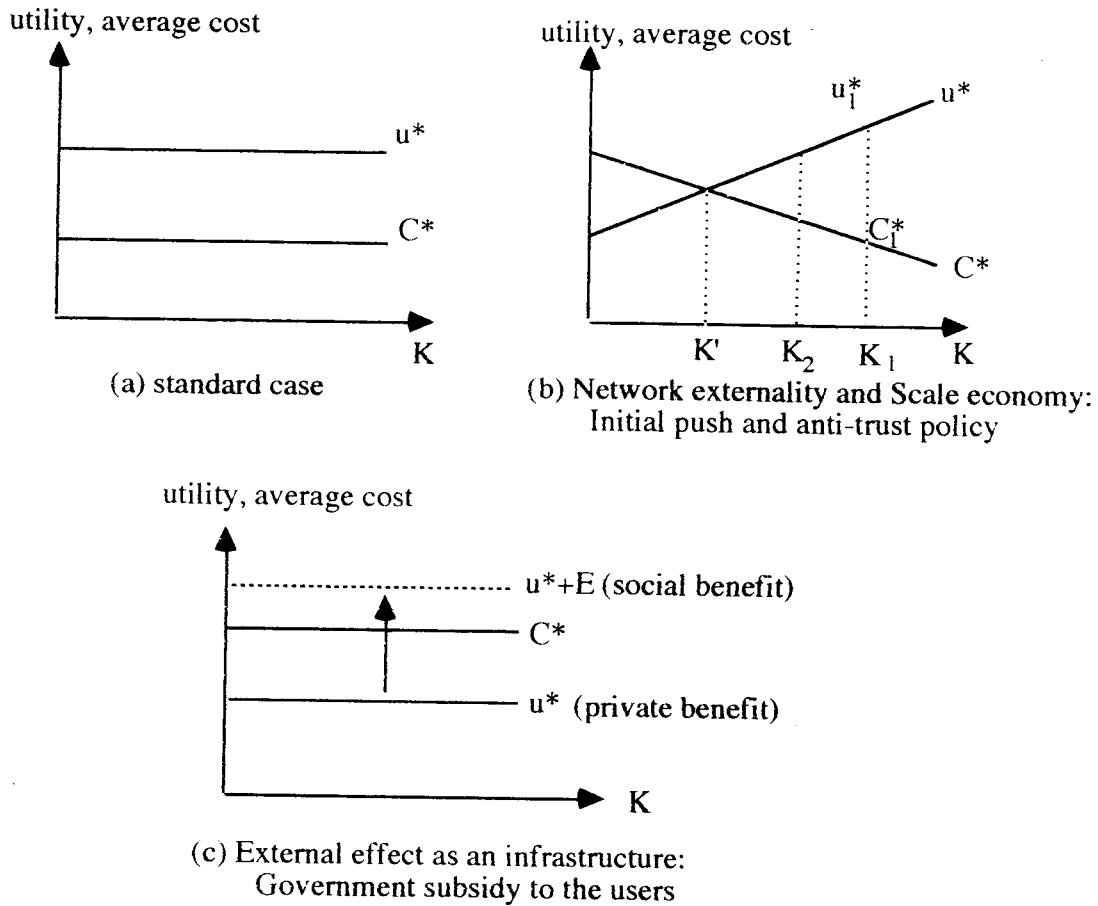 utility, average cost
u*
C*
K
(a) standard case
utility, average cost
u₁*
u*
C₁*
C*
K'
K₂
K₁
K
(b) Network externality and Scale economy:
Initial push and anti-trust policy
utility, average cost
u*+E (social benefit)
C*
u* (private benefit)
K
(c) External effect as an infrastructure:
Government subsidy to the users